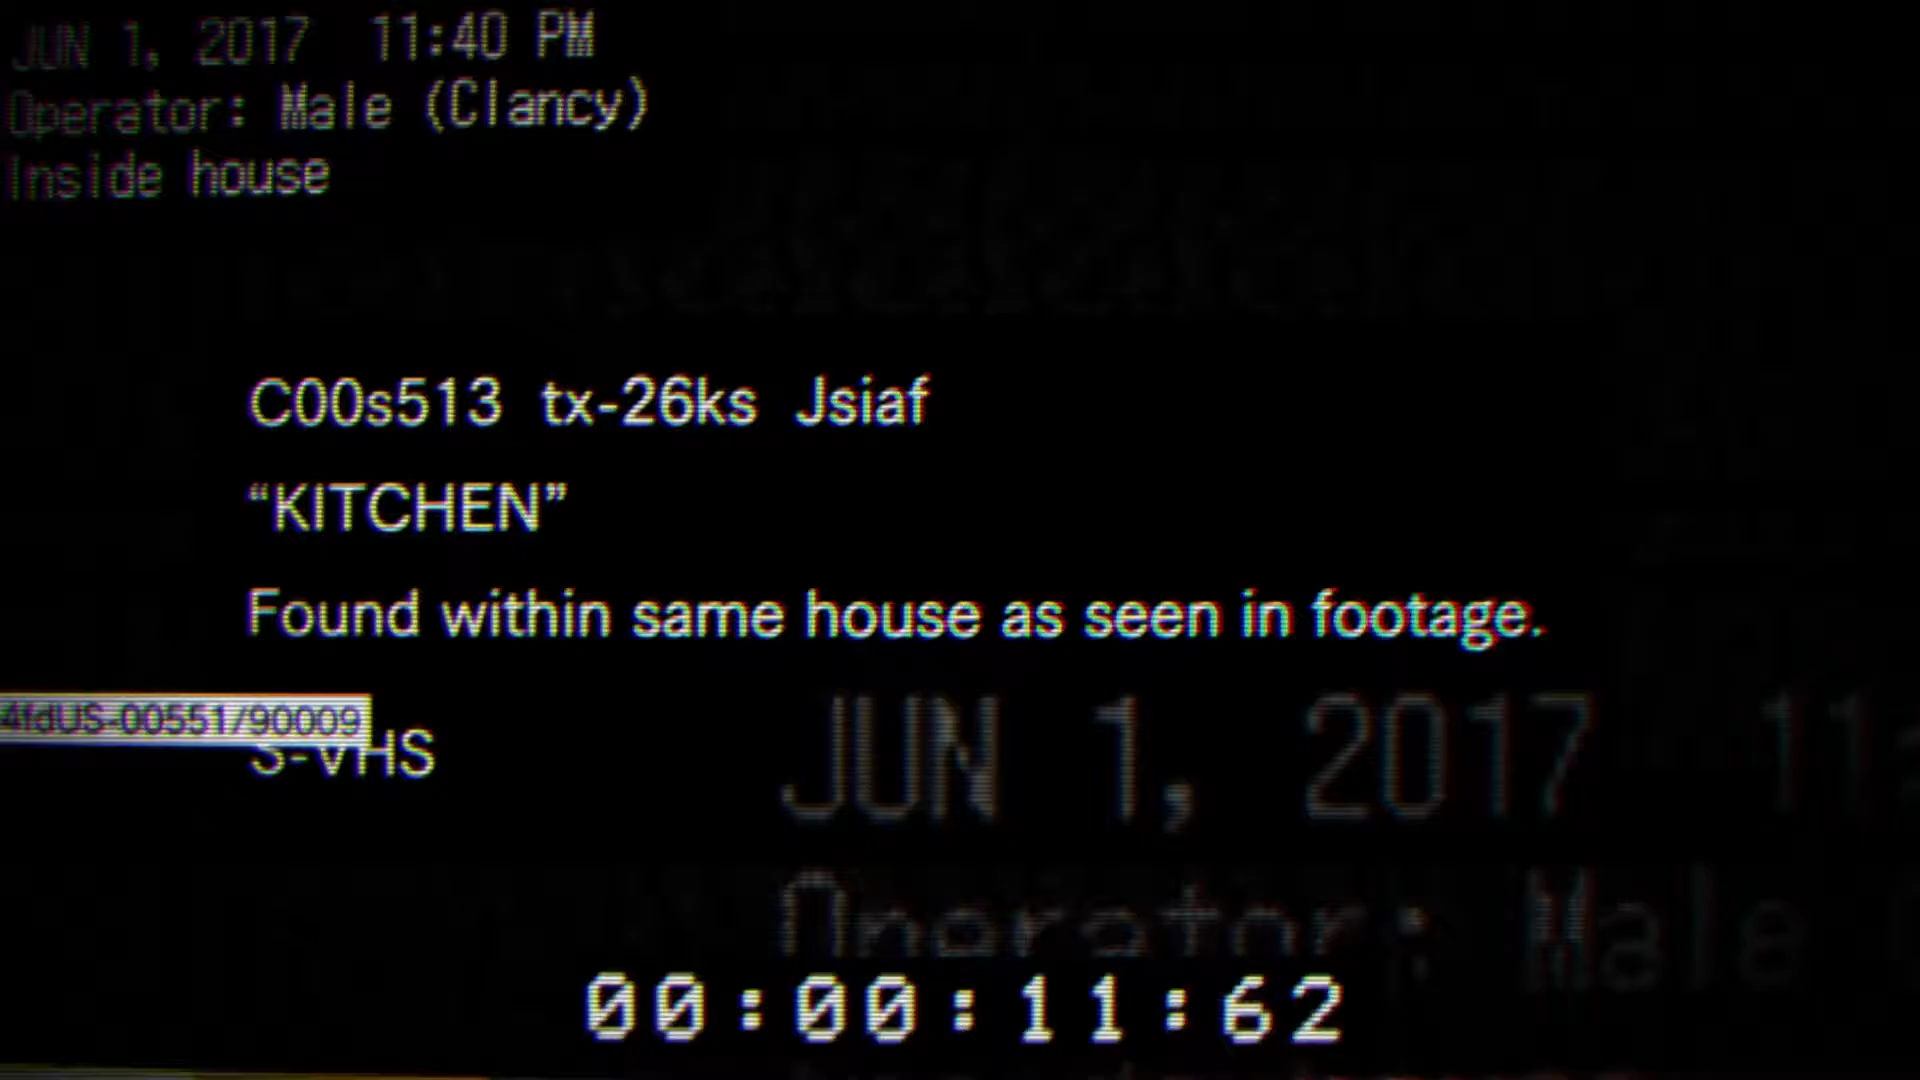 JUN 1, 2017 11:40 PM
Operator: Male (Clancy)
Inside house
C00s513 tx-26ks Jsiaf
“KITCHEN”
Found within same house as seen in footage.
4fdUS-00551/90009
S-VHS
JUN 1, 2017 11:
Operator: Male
00:00:11:62